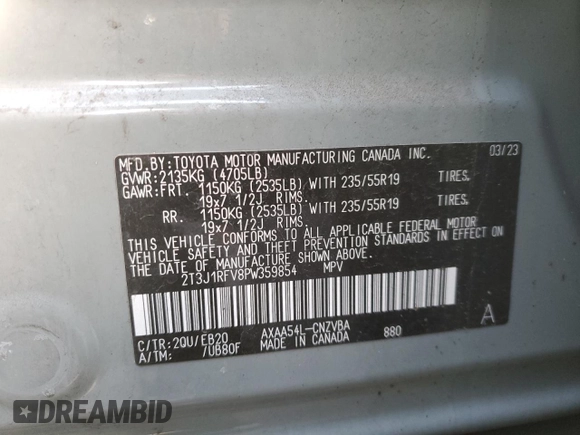 MFD.BY:TOYOTA MOTOR MANUFACTURING CANADA INC. 03/23
GVWR:2135KG (4705LB)
GAWR:FRT. 1150KG (2535LB) WITH 235/55R19 TIRES.
19x7 1/2J RIMS.
RR. 1150KG (2535LB) WITH 235/55R19 TIRES.
19x7 1/2J RIMS.
THIS VEHICLE CONFORMS TO ALL APPLICABLE FEDERAL MOTOR
VEHICLE SAFETY AND THEFT PREVENTION STANDARDS IN EFFECT
ON THE DATE OF MANUFACTURE SHOWN ABOVE.
2T3J1RFV8PW359854 MPV
C/TR:2QU/EB20 AXAA54L-CNZVBA 880 A
A/TM: /UB80F MADE IN CANADA
DREAMBID